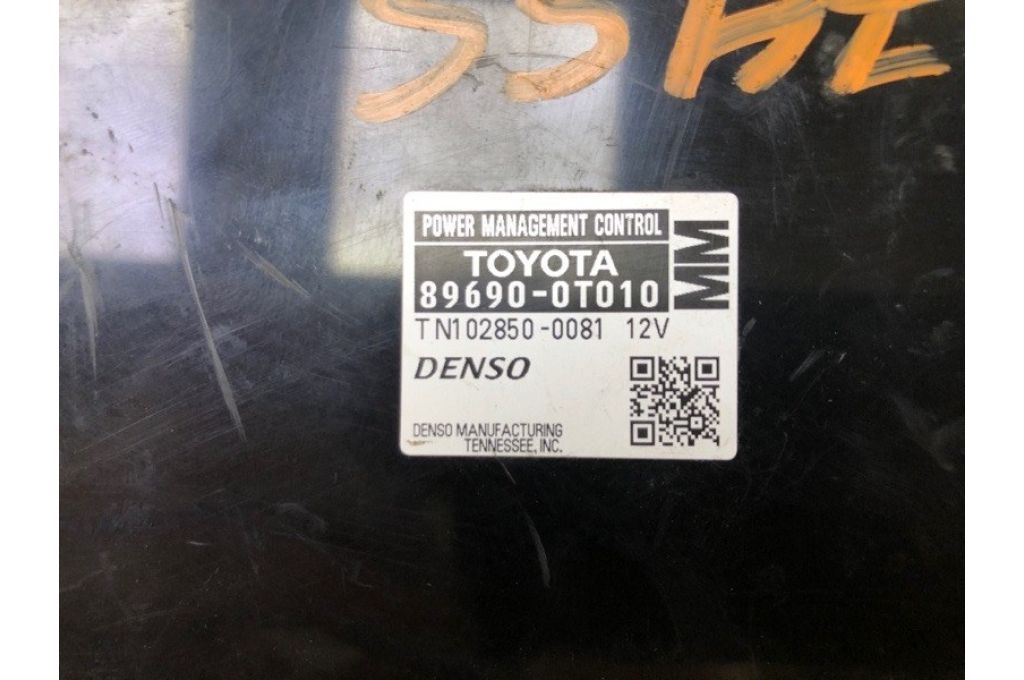 POWER MANAGEMENT CONTROL
TOYOTA
89690-0T010
MM
TN102850-0081 12V
DENSO
DENSO MANUFACTURING
TENNESSEE, INC.